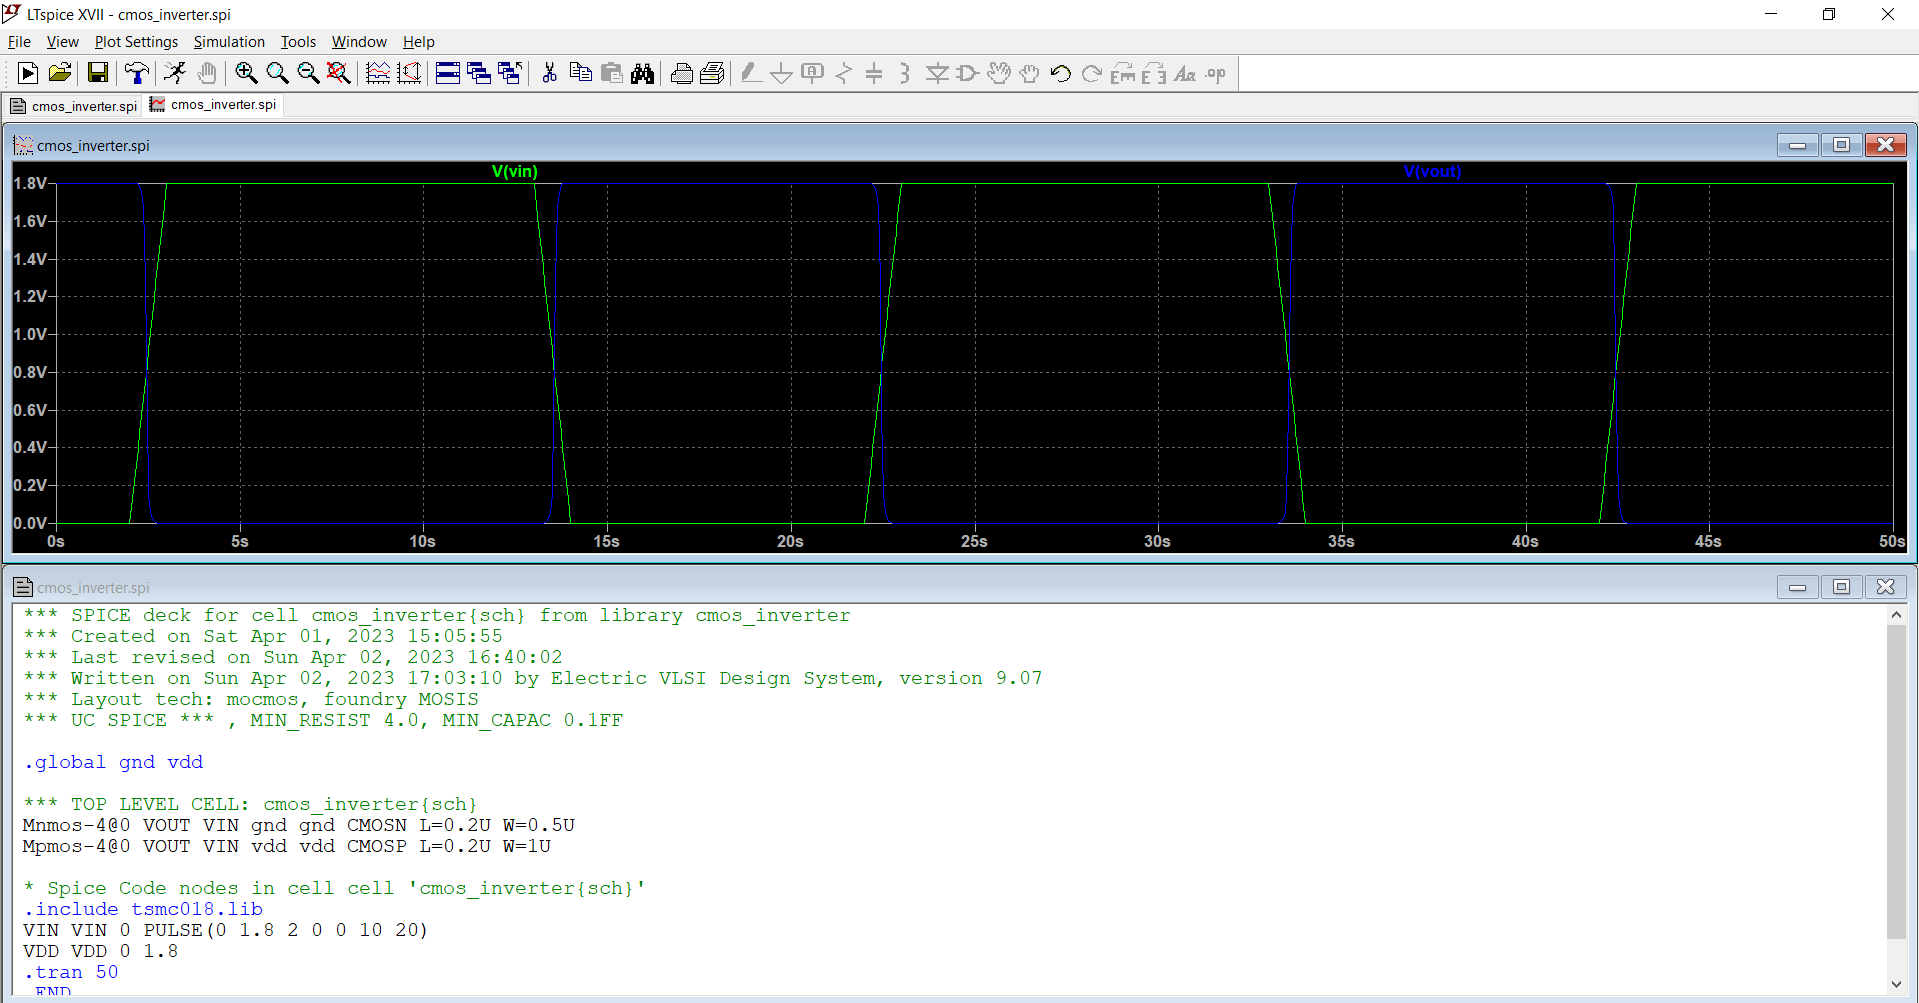 LTspice XVII - cmos_inverter.spi
File View Plot Settings Simulation Tools Window Help
cmos_inverter.spi cmos_inverter.spi
cmos_inverter.spi
V(vin) V(vout)
1.8V
1.6V
1.4V
1.2V
1.0V
0.8V
0.6V
0.4V
0.2V
0.0V
0s 5s 10s 15s 20s 25s 30s 35s 40s 45s 50s
cmos_inverter.spi
*** SPICE deck for cell cmos_inverter{sch} from library cmos_inverter
*** Created on Sat Apr 01, 2023 15:05:55
*** Last revised on Sun Apr 02, 2023 16:40:02
*** Written on Sun Apr 02, 2023 17:03:10 by Electric VLSI Design System, version 9.07
*** Layout tech: mocmos, foundry MOSIS
*** UC SPICE *** , MIN_RESIST 4.0, MIN_CAPAC 0.1FF
.global gnd vdd
*** TOP LEVEL CELL: cmos_inverter{sch}
Mnmos-4@0 VOUT VIN gnd gnd CMOSN L=0.2U W=0.5U
Mpmos-4@0 VOUT VIN vdd vdd CMOSP L=0.2U W=1U
* Spice Code nodes in cell cell 'cmos_inverter{sch}'
.include tsmc018.lib
VIN VIN 0 PULSE(0 1.8 2 0 0 10 20)
VDD VDD 0 1.8
.tran 50
.END